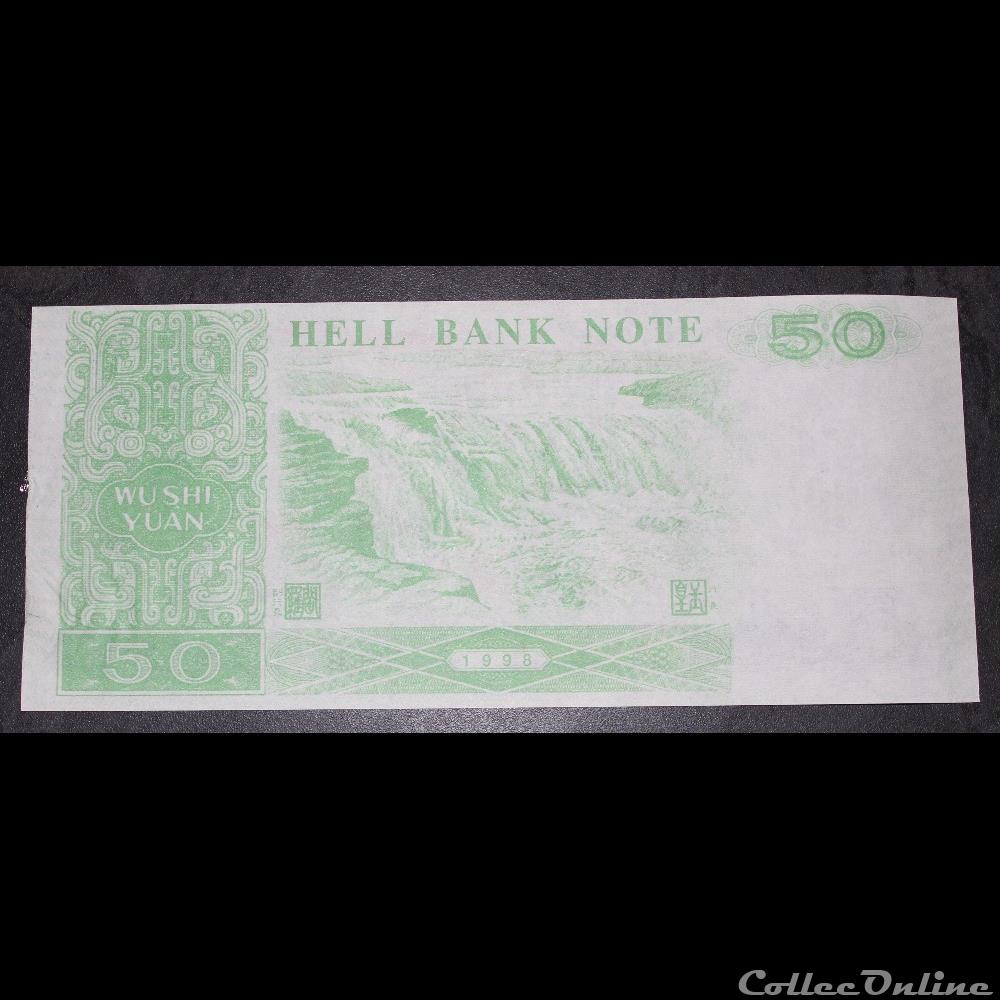 HELL BANK NOTE
50
WU SHI
YUAN
50
1998
CollecOnline